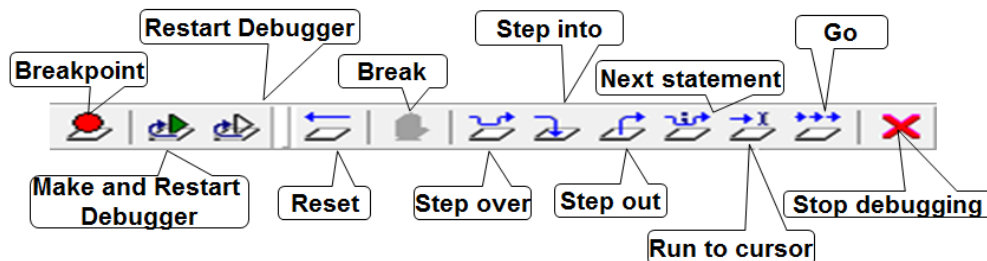 Restart Debugger
Step into
Go
Breakpoint
Break
Next statement
Make and Restart
Debugger
Reset
Step over
Step out
Stop debugging
Run to cursor